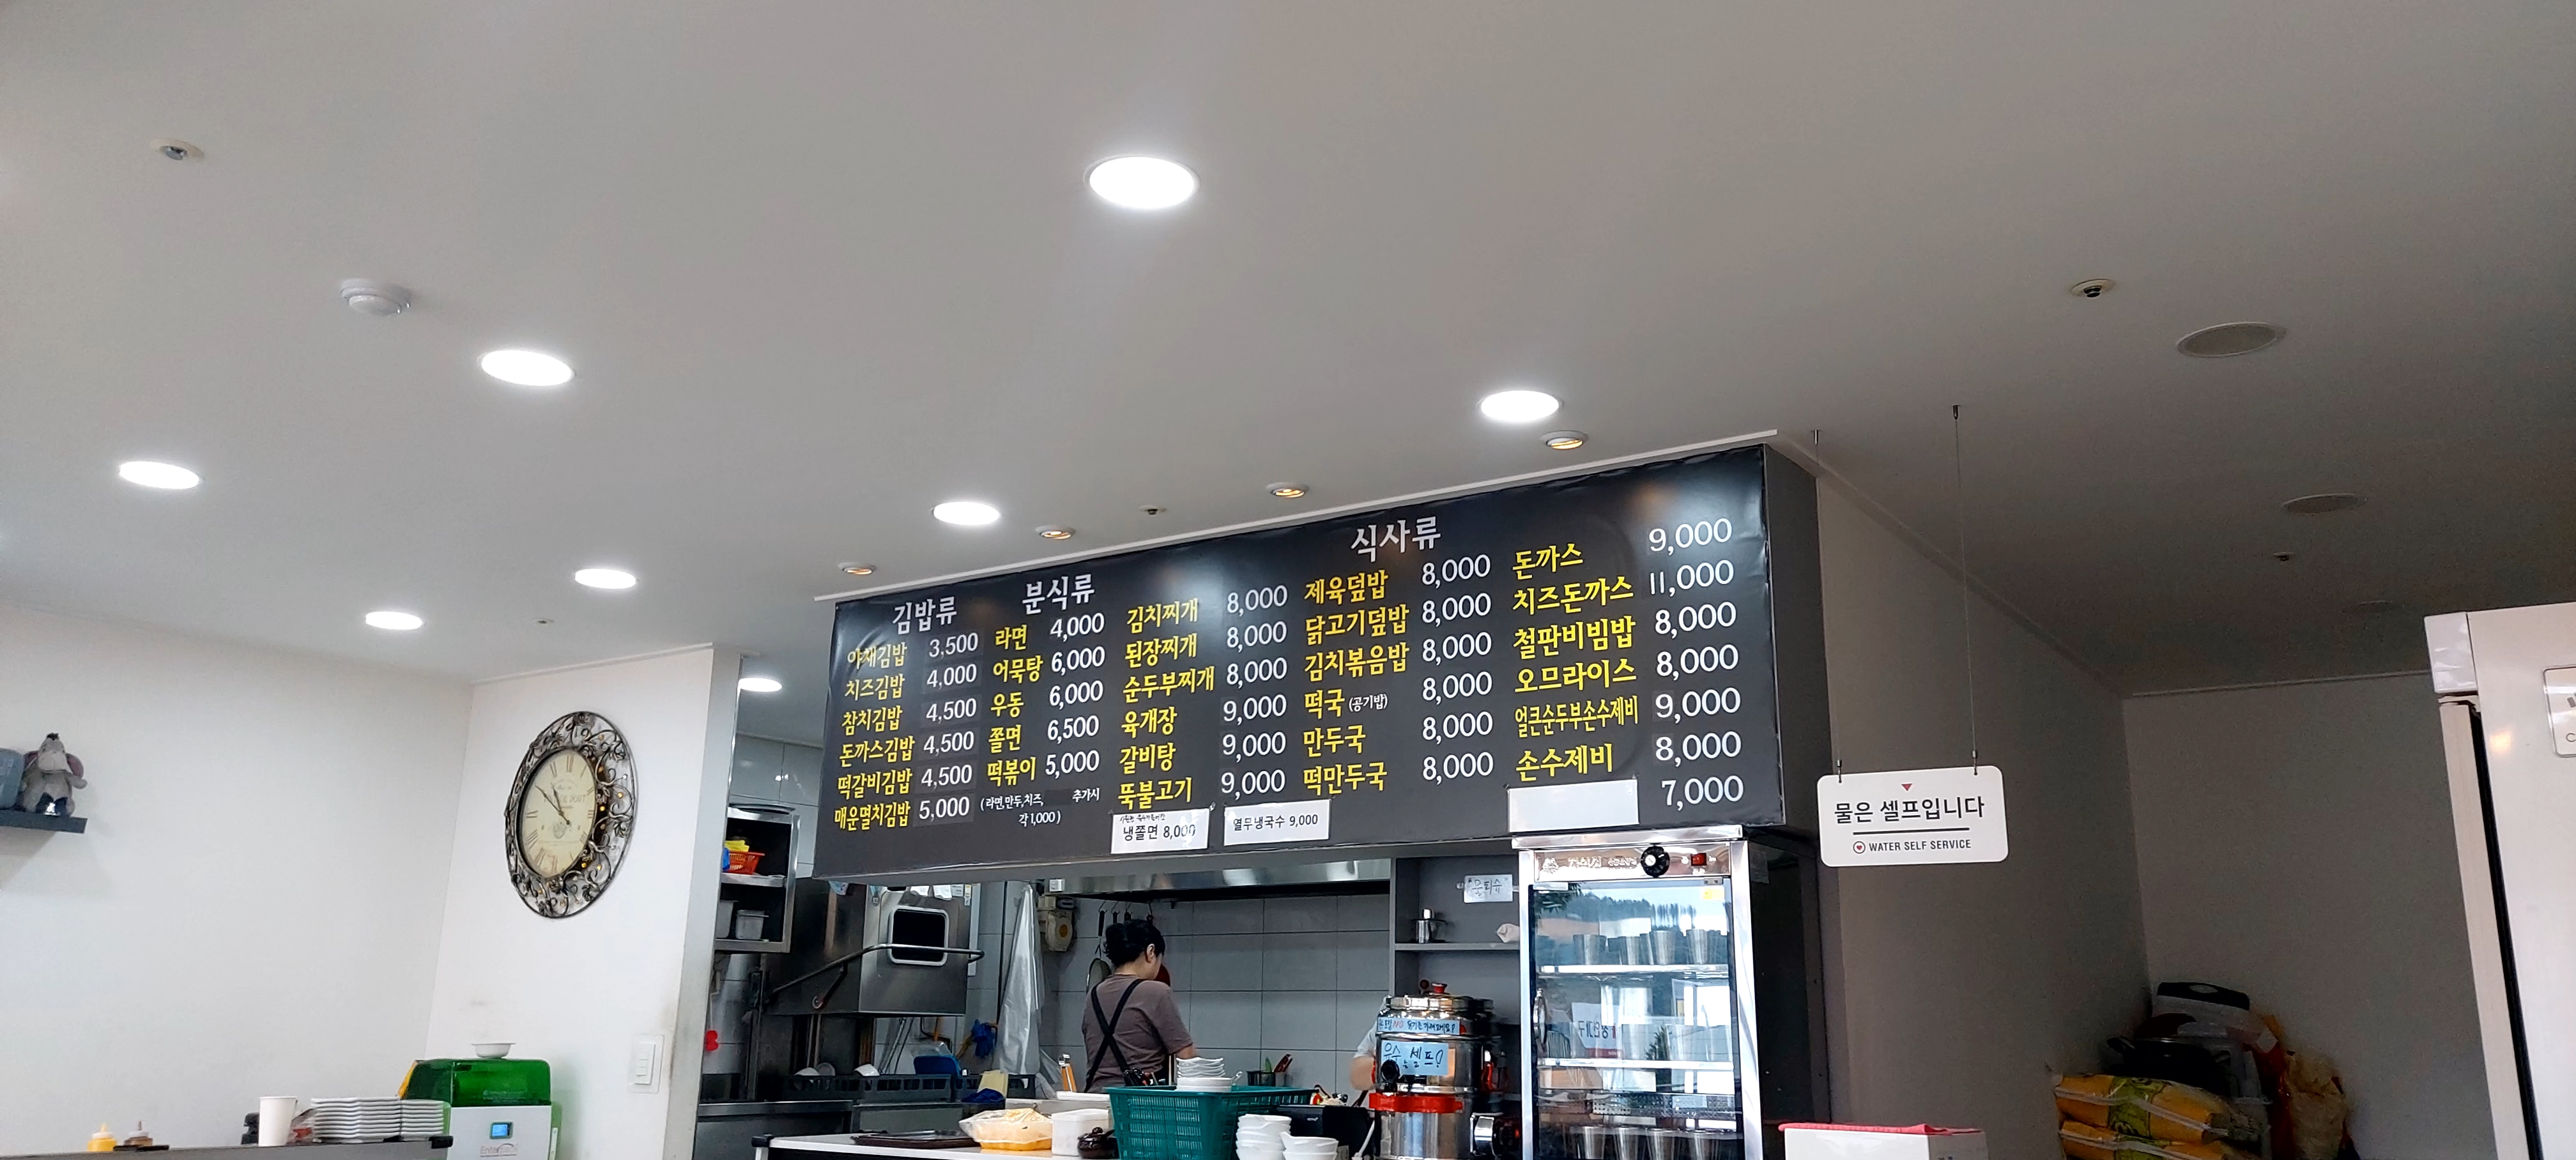 김밥류
야채김밥 3,500
치즈김밥 4,000
참치김밥 4,500
돈까스김밥 4,500
떡갈비김밥 4,500
매운멸치김밥 5,000
분식류
라면 4,000
어묵탕 6,000
우동 6,000
쫄면 6,500
떡볶이 5,000
(라면,만두,치즈, 추가시
각 1,000)
식사류
김치찌개 8,000
된장찌개 8,000
순두부찌개 8,000
육개장 9,000
갈비탕 9,000
뚝불고기 9,000
냉쫄면 8,000
열무냉국수 9,000
제육덮밥 8,000
닭고기덮밥 8,000
김치볶음밥 8,000
떡국 (공기밥) 8,000
만두국 8,000
떡만두국 8,000
돈까스 9,000
치즈돈까스 11,000
철판비빔밥 8,000
오므라이스 8,000
얼큰순두부손수제비 9,000
손수제비 8,000
7,000
물은 셀프입니다
WATER SELF SERVICE
육수는 셀프!